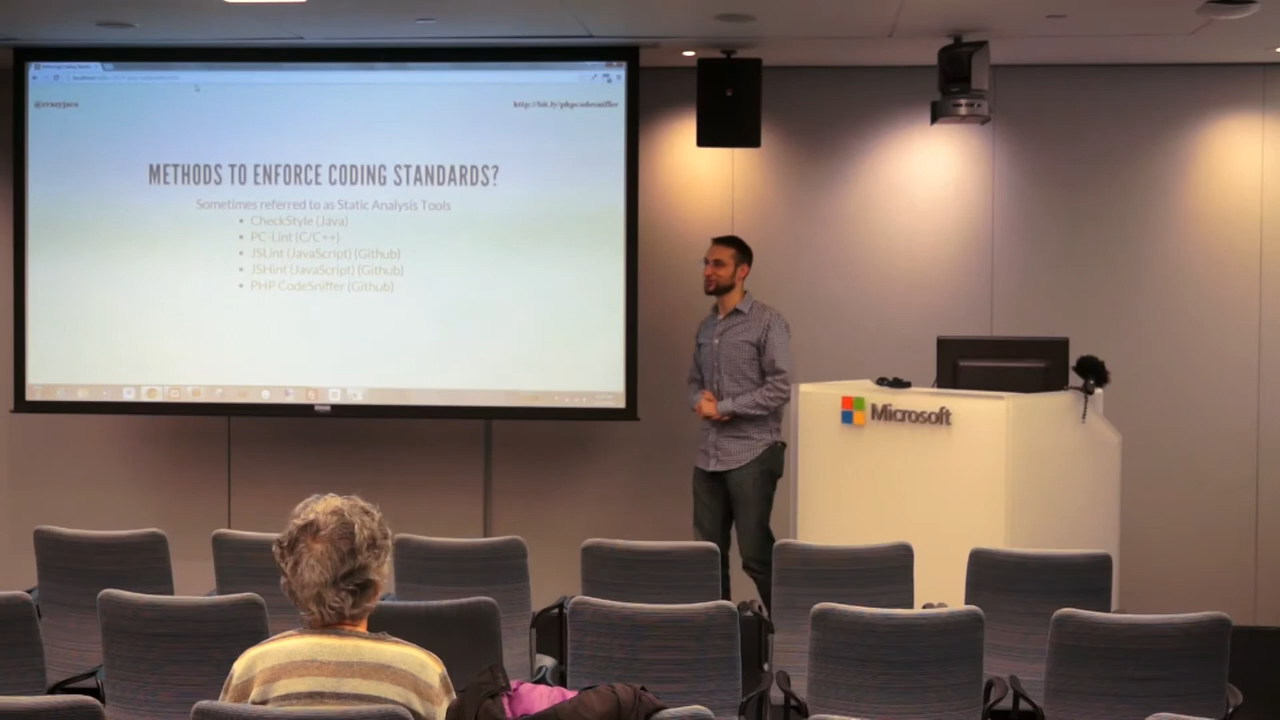 @crazyjaca
http://bit.ly/phpcodesniffer
METHODS TO ENFORCE CODING STANDARDS?
Sometimes referred to as Static Analysis Tools
CheckStyle (Java)
PC-Lint (C/C++)
JSLint (JavaScript) (Github)
JSHint (JavaScript) (Github)
PHP CodeSniffer (Github)
Microsoft